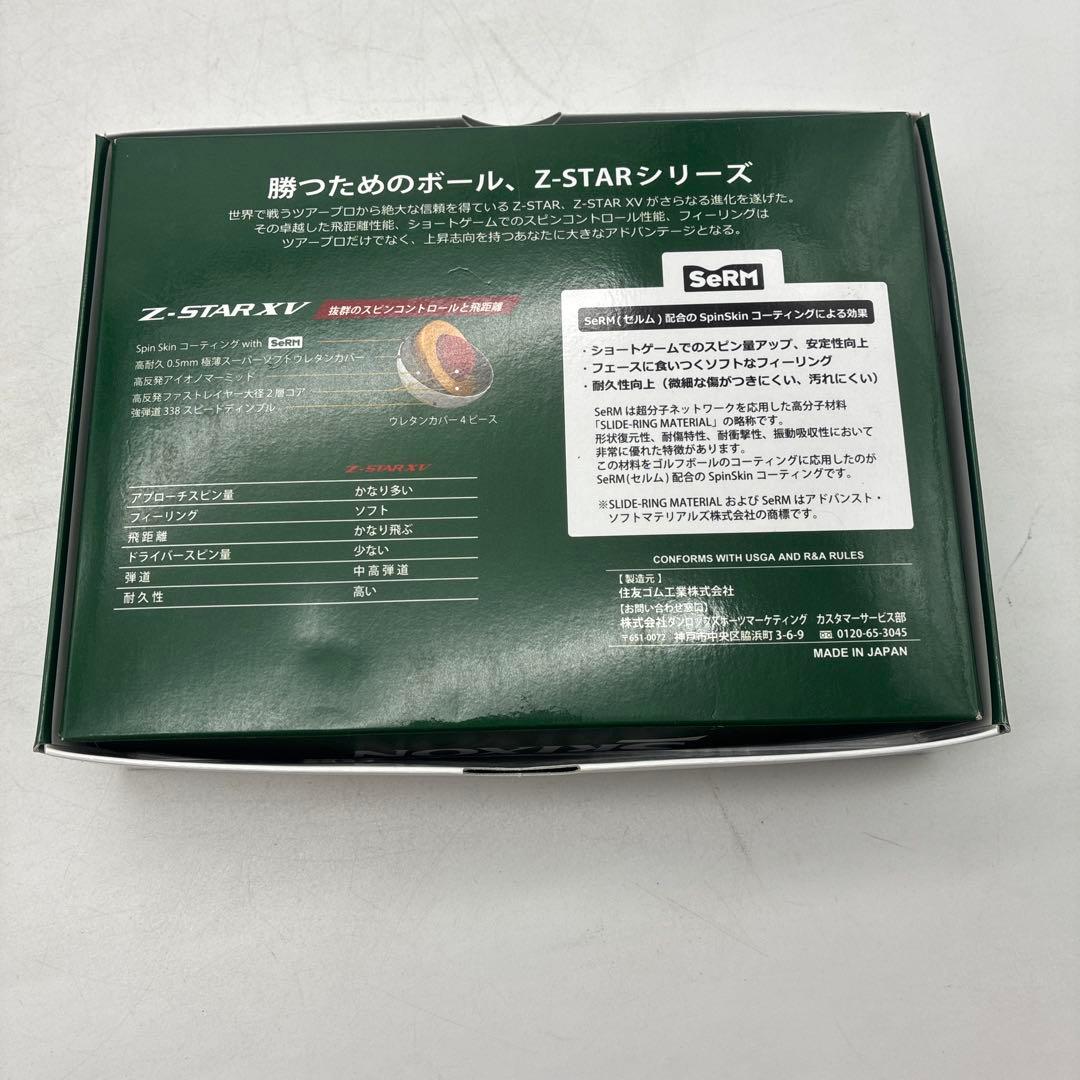 勝つためのボール、Z-STARシリーズ
世界で戦うツアープロから絶大な信頼を得ている Z-STAR、Z-STAR XV がさらなる進化を遂げた。
その卓越した飛距離性能、ショートゲームでのスピンコントロール性能、フィーリングは
ツアープロだけでなく、上昇志向を持つあなたに大きなアドバンテージとなる。
Z-STAR XV 抜群のスピンコントロールと飛距離
Spin Skin コーティング with SeRM
高耐久 0.5mm 極薄スーパーソフトウレタンカバー
高反発アイオノマーミッド
高反発ファストレイヤー大径 2 層コア
強弾道 338 スピードディンプル
ウレタンカバー 4 ピース
Z-STAR XV
アプローチスピン量 かなり多い
フィーリング ソフト
飛距離 かなり飛ぶ
ドライバースピン量 少ない
弾道 中高弾道
耐久性 高い
SeRM
SeRM(セルム)配合の SpinSkin コーティングによる効果
・ショートゲームでのスピン量アップ、安定性向上
・フェースに食いつくソフトなフィーリング
・耐久性向上（微細な傷がつきにくい、汚れにくい）
SeRM は超分子ネットワークを応用した高分子材料
「SLIDE-RING MATERIAL」の略称です。
形状復元性、耐傷特性、耐衝撃性、振動吸収性において
非常に優れた特徴があります。
この材料をゴルフボールのコーティングに応用したのが
SeRM(セルム)配合の SpinSkin コーティングです。
※SLIDE-RING MATERIAL および SeRM はアドバンスト・
ソフトマテリアルズ株式会社の商標です。
CONFORMS WITH USGA AND R&A RULES
【製造元】
住友ゴム工業株式会社
【お問い合わせ窓口】
株式会社ダンロップスポーツマーケティング カスタマーサービス部
〒651-0072 神戸市中央区脇浜町 3-6-9 0120-65-3045
MADE IN JAPAN
SRIXON